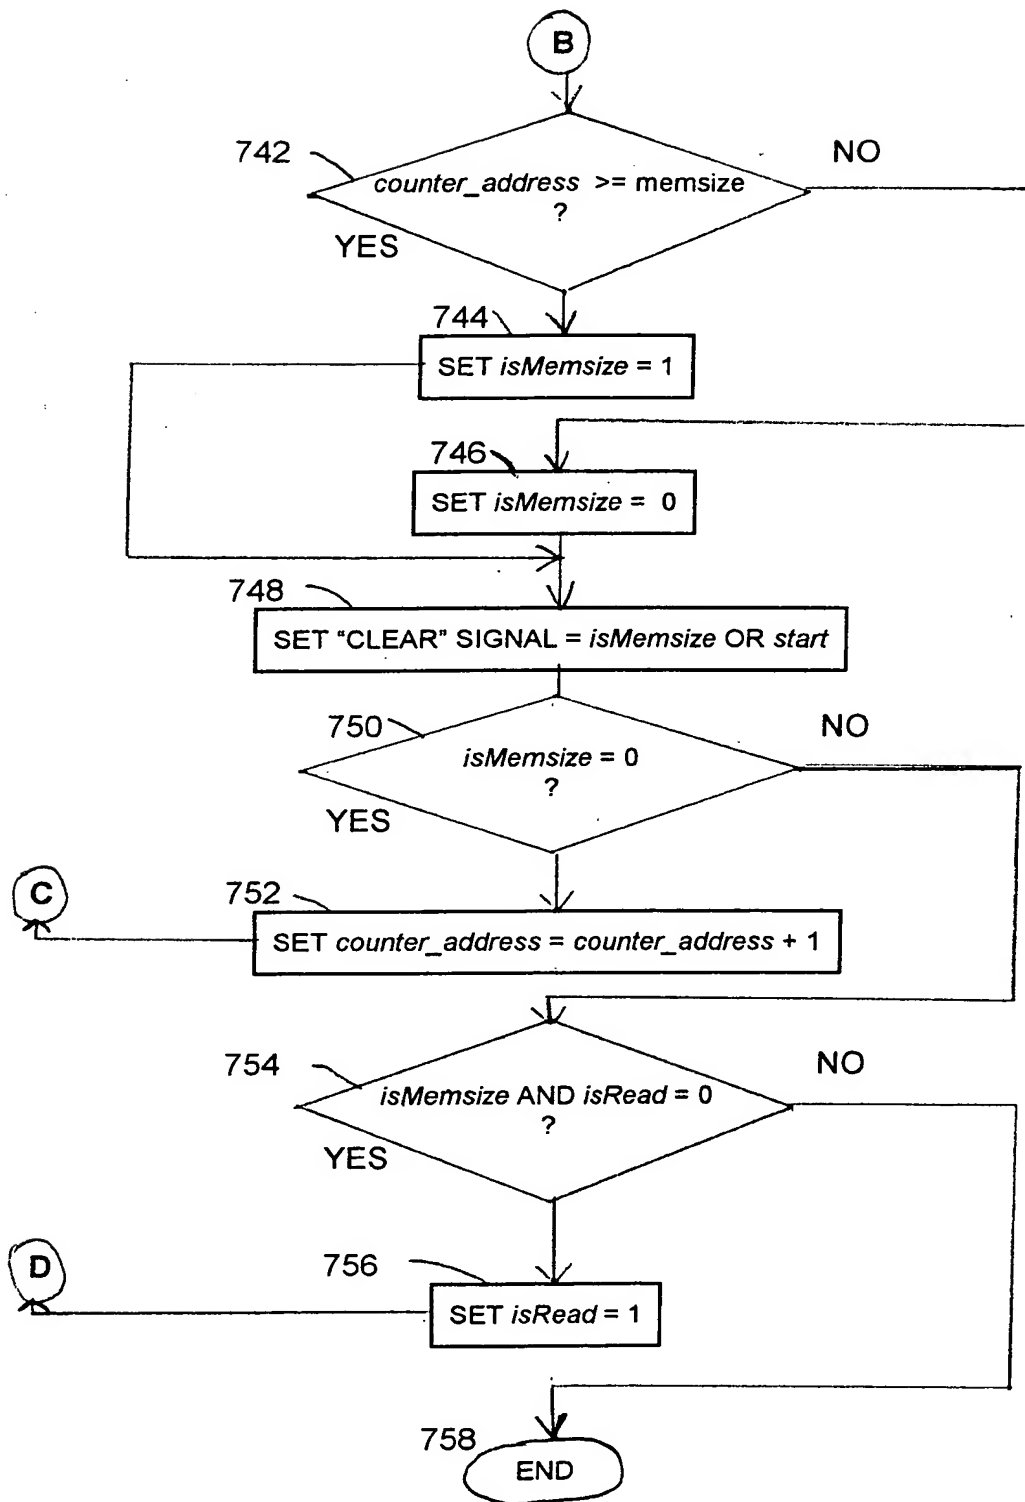 B
742
NO
counter_address >= memsize
?
YES
744
SET isMemsize = 1
746
SET isMemsize = 0
748
SET "CLEAR" SIGNAL = isMemsize OR start
750
NO
isMemsize = 0
?
YES
C
752
SET counter_address = counter_address + 1
754
NO
isMemsize AND isRead = 0
?
YES
D
756
SET isRead = 1
758
END